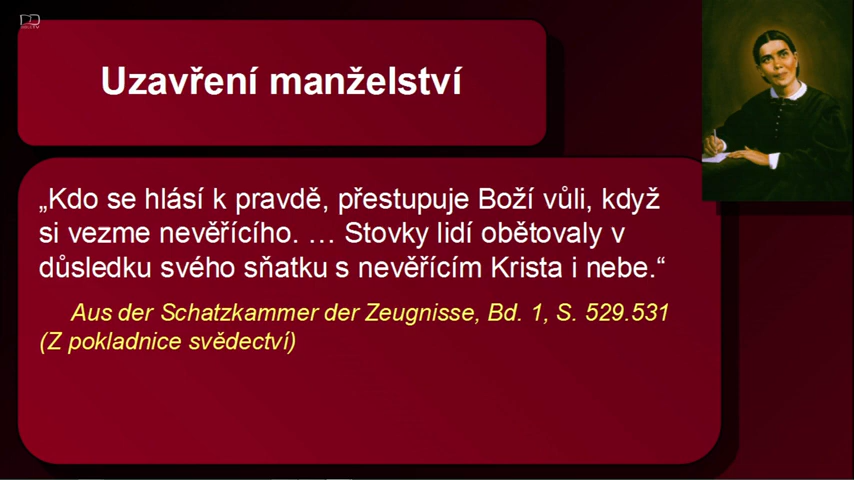 Uzavření manželství
„Kdo se hlásí k pravdě, přestupuje Boží vůli, když
si vezme nevěřícího. … Stovky lidí obětovaly v
důsledku svého sňatku s nevěřícím Krista i nebe.“
Aus der Schatzkammer der Zeugnisse, Bd. 1, S. 529.531
(Z pokladnice svědectví)